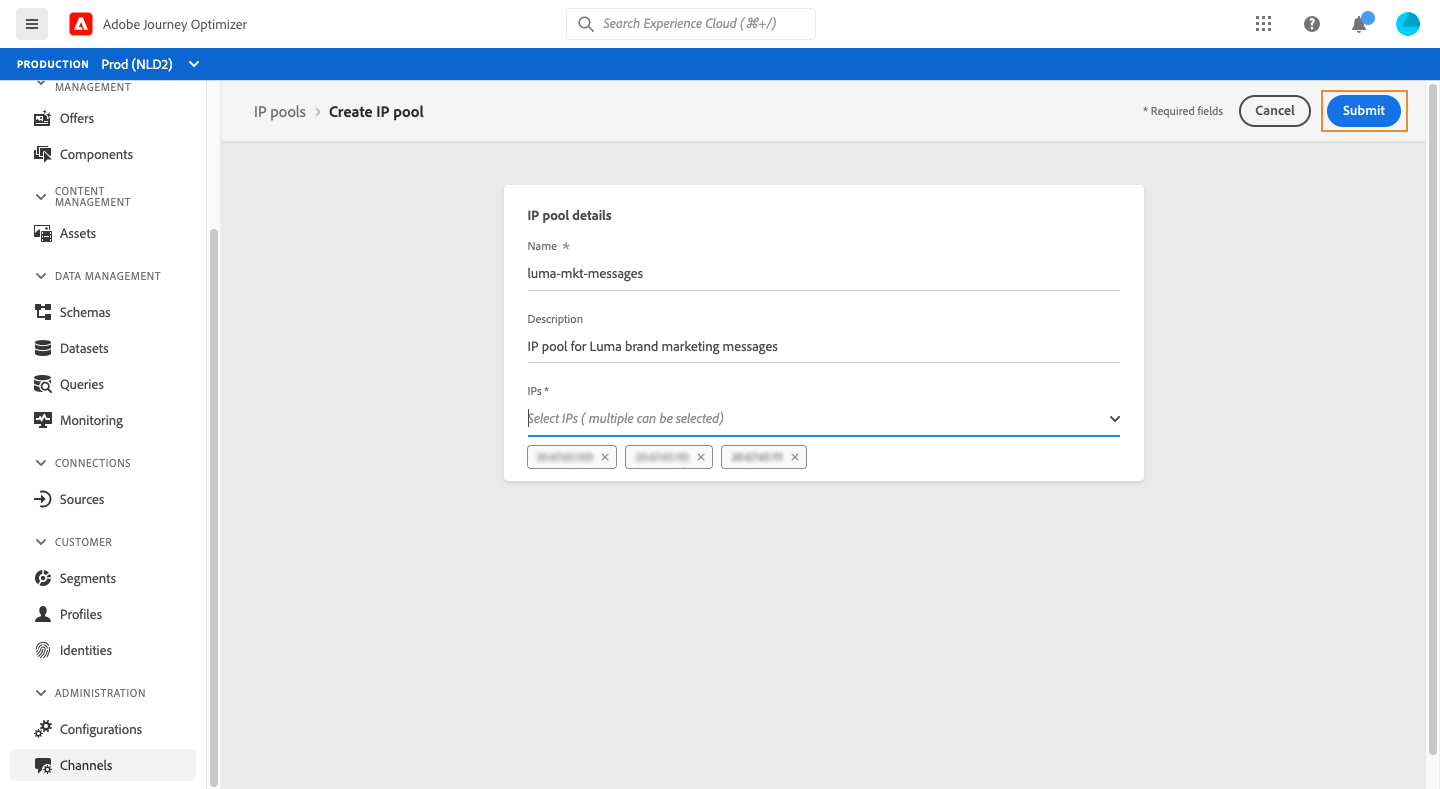 Adobe Journey Optimizer
Search Experience Cloud (⌘+/)
PRODUCTION Prod (NLD2)
MANAGEMENT
Offers
Components
CONTENT
MANAGEMENT
Assets
DATA MANAGEMENT
Schemas
Datasets
Queries
Monitoring
CONNECTIONS
Sources
CUSTOMER
Segments
Profiles
Identities
ADMINISTRATION
Configurations
Channels
IP pools > Create IP pool
* Required fields
Cancel
Submit
IP pool details
Name *
luma-mkt-messages
Description
IP pool for Luma brand marketing messages
IPs *
Select IPs ( multiple can be selected)